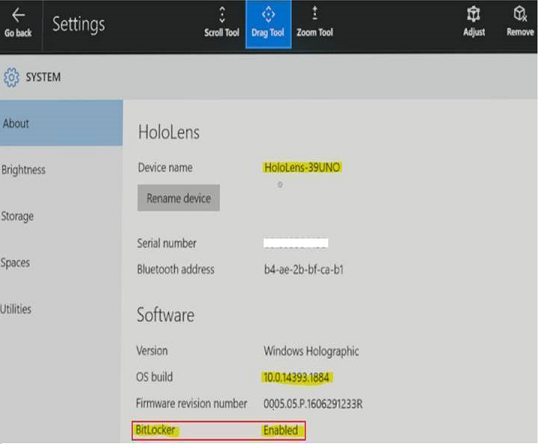 Go back
Settings
Scroll Tool
Drag Tool
Zoom Tool
Adjust
Remove
SYSTEM
About
Brightness
Storage
Spaces
Utilities
HoloLens
Device name HoloLens-39UNO
Rename device
Serial number
Bluetooth address b4-ae-2b-bf-ca-b1
Software
Version Windows Holographic
OS build 10.0.14393.1884
Firmware revision number 0005.05.P.1606291233R
BitLocker Enabled